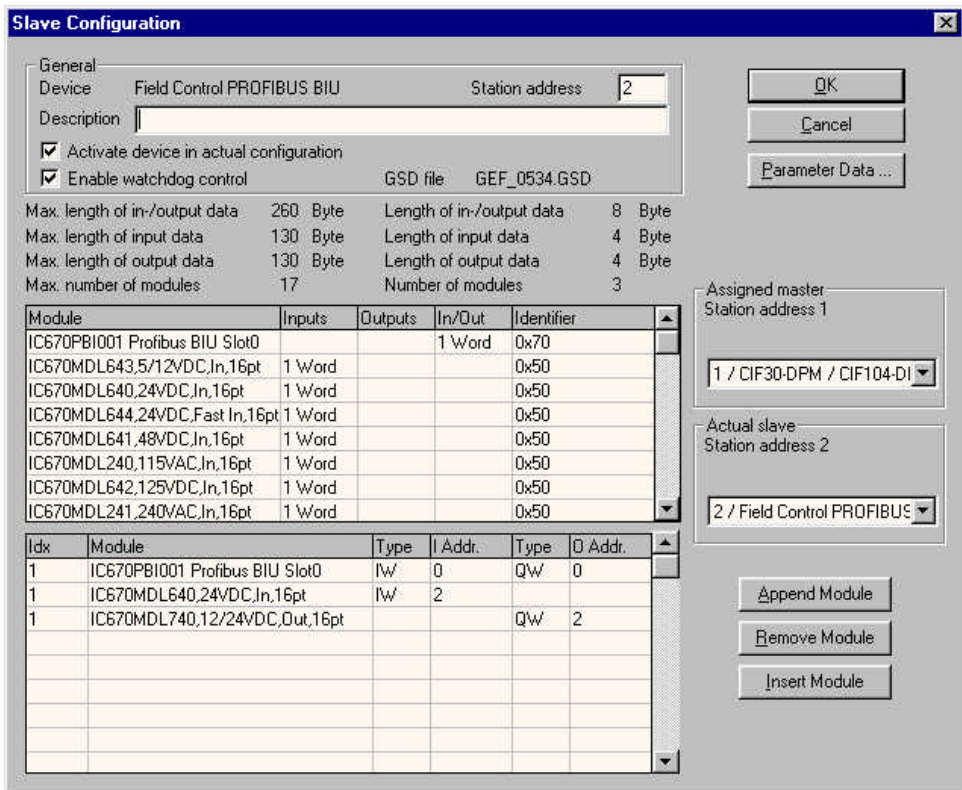 Slave Configuration
General
Device Field Control PROFIBUS BIU Station address 2
Description
Activate device in actual configuration
Enable watchdog control GSD file GEF_0534.GSD
OK
Cancel
Parameter Data ...
Max. length of in-/output data 260 Byte Length of in-/output data 8 Byte
Max. length of input data 130 Byte Length of input data 4 Byte
Max. length of output data 130 Byte Length of output data 4 Byte
Max. number of modules 17 Number of modules 3
Module Inputs Outputs In/Out Identifier
IC670PBI001 Profibus BIU Slot0 1 Word 0x70
IC670MDL643,5/12VDC,In,16pt 1 Word 0x50
IC670MDL640,24VDC,In,16pt 1 Word 0x50
IC670MDL644,24VDC,Fast In,16pt 1 Word 0x50
IC670MDL641,48VDC,In,16pt 1 Word 0x50
IC670MDL240,115VAC,In,16pt 1 Word 0x50
IC670MDL642,125VDC,In,16pt 1 Word 0x50
IC670MDL241,240VAC,In,16pt 1 Word 0x50
Assigned master
Station address 1
1 / CIF30-DPM / CIF104-DI
Actual slave
Station address 2
2 / Field Control PROFIBUS
Idx Module Type I Addr. Type O Addr.
1 IC670PBI001 Profibus BIU Slot0 IW 0 QW 0
1 IC670MDL640,24VDC,In,16pt IW 2
1 IC670MDL740,12/24VDC,Out,16pt QW 2
Append Module
Remove Module
Insert Module